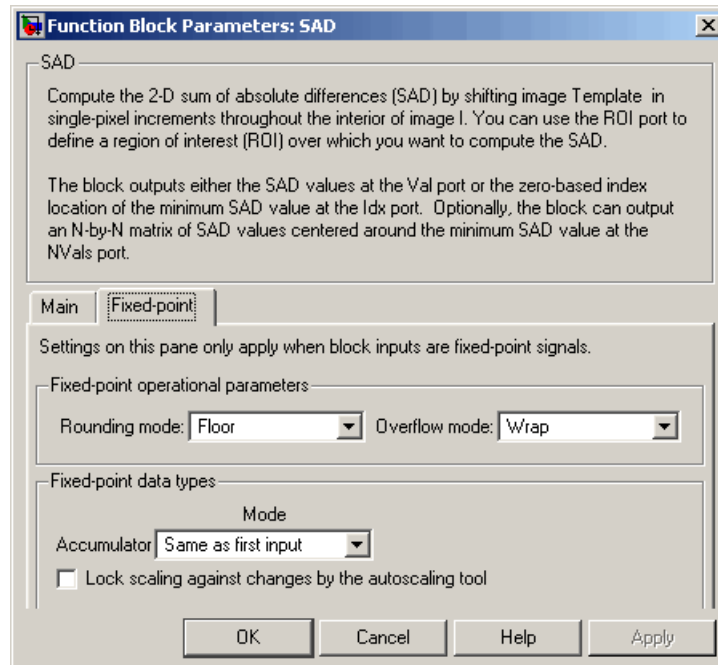 Function Block Parameters: SAD
SAD
Compute the 2-D sum of absolute differences (SAD) by shifting image Template in
single-pixel increments throughout the interior of image I. You can use the ROI port to
define a region of interest (ROI) over which you want to compute the SAD.
The block outputs either the SAD values at the Val port or the zero-based index
location of the minimum SAD value at the Idx port. Optionally, the block can output
an N-by-N matrix of SAD values centered around the minimum SAD value at the
NVals port.
Main Fixed-point
Settings on this pane only apply when block inputs are fixed-point signals.
Fixed-point operational parameters
Rounding mode: Floor Overflow mode: Wrap
Fixed-point data types
Mode
Accumulator Same as first input
Lock scaling against changes by the autoscaling tool
OK Cancel Help Apply